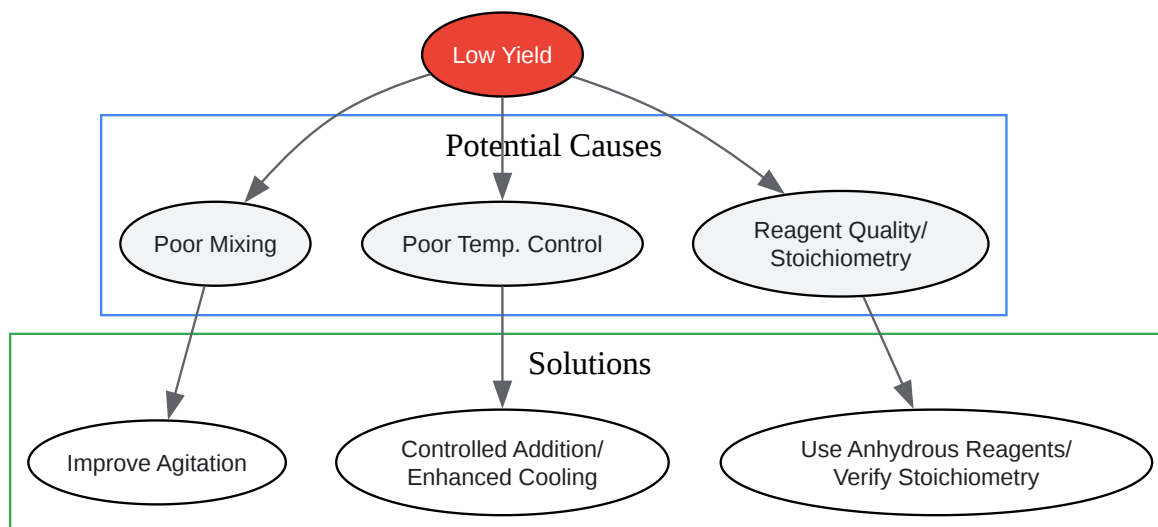 Low Yield
Potential Causes
Poor Mixing
Poor Temp. Control
Reagent Quality/
Stoichiometry
Solutions
Improve Agitation
Controlled Addition/
Enhanced Cooling
Use Anhydrous Reagents/
Verify Stoichiometry